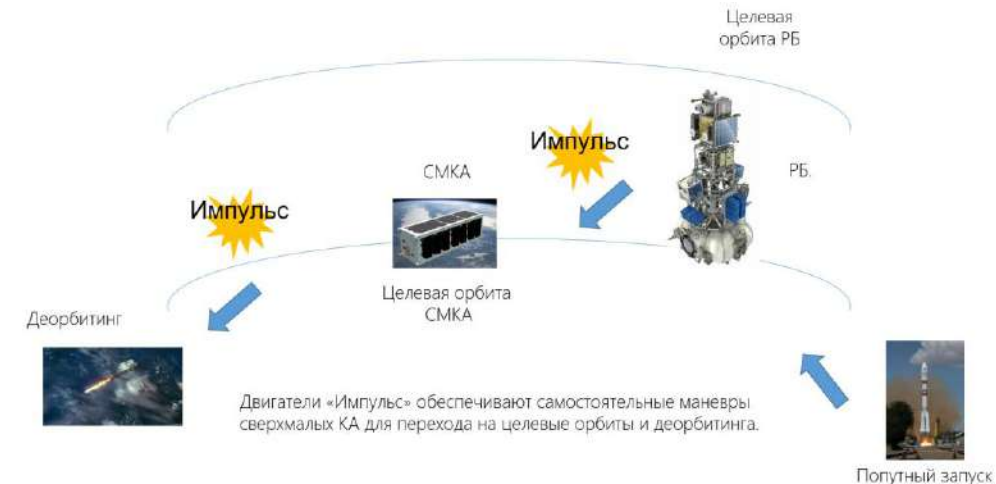 Целевая
орбита РБ
Импульс
СМКА
РБ.
Импульс
Целевая орбита
СМКА
Деорбитинг
Двигатели «Импульс» обеспечивают самостоятельные маневры
сверхмалых КА для перехода на целевые орбиты и деорбитинга.
Попутный запуск